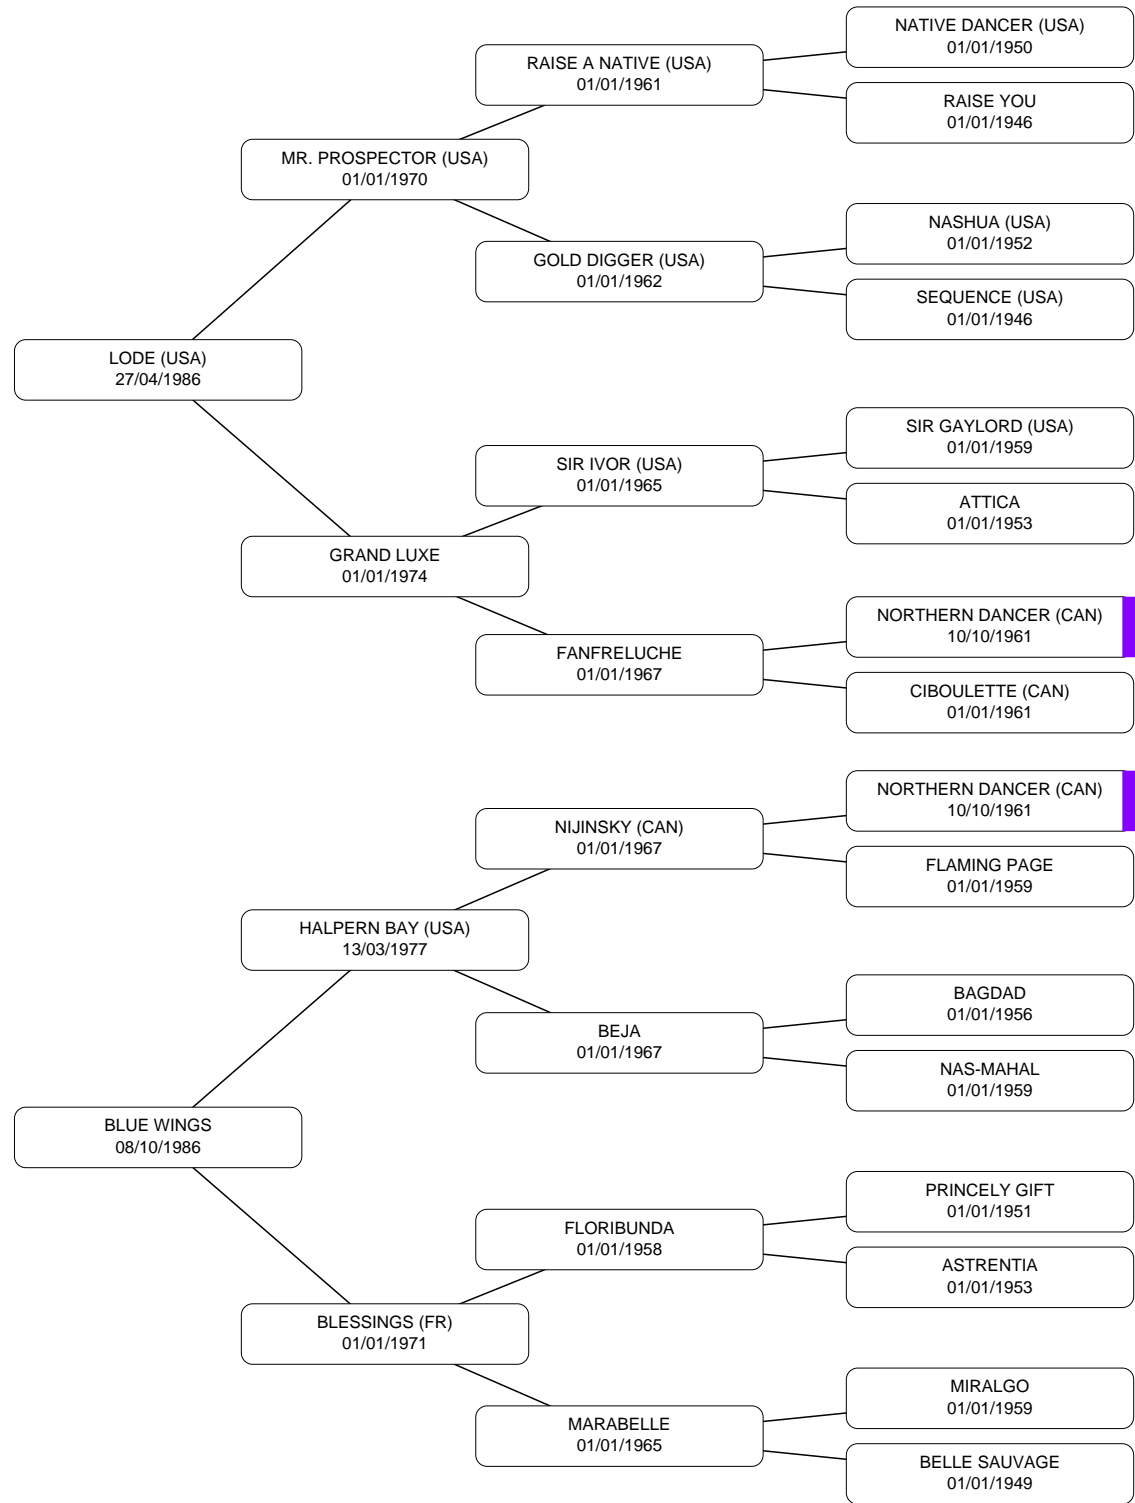 NATIVE DANCER (USA)
01/01/1950
RAISE A NATIVE (USA)
01/01/1961
RAISE YOU
01/01/1946
MR. PROSPECTOR (USA)
01/01/1970
NASHUA (USA)
01/01/1952
GOLD DIGGER (USA)
01/01/1962
SEQUENCE (USA)
01/01/1946
LODE (USA)
27/04/1986
SIR GAYLORD (USA)
01/01/1959
SIR IVOR (USA)
01/01/1965
ATTICA
01/01/1953
GRAND LUXE
01/01/1974
NORTHERN DANCER (CAN)
10/10/1961
FANFRELUCHE
01/01/1967
CIBOULETTE (CAN)
01/01/1961
NORTHERN DANCER (CAN)
10/10/1961
NIJINSKY (CAN)
01/01/1967
FLAMING PAGE
01/01/1959
HALPERN BAY (USA)
13/03/1977
BAGDAD
01/01/1956
BEJA
01/01/1967
NAS-MAHAL
01/01/1959
BLUE WINGS
08/10/1986
PRINCELY GIFT
01/01/1951
FLORIBUNDA
01/01/1958
ASTRENTIA
01/01/1953
BLESSINGS (FR)
01/01/1971
MIRALGO
01/01/1959
MARABELLE
01/01/1965
BELLE SAUVAGE
01/01/1949